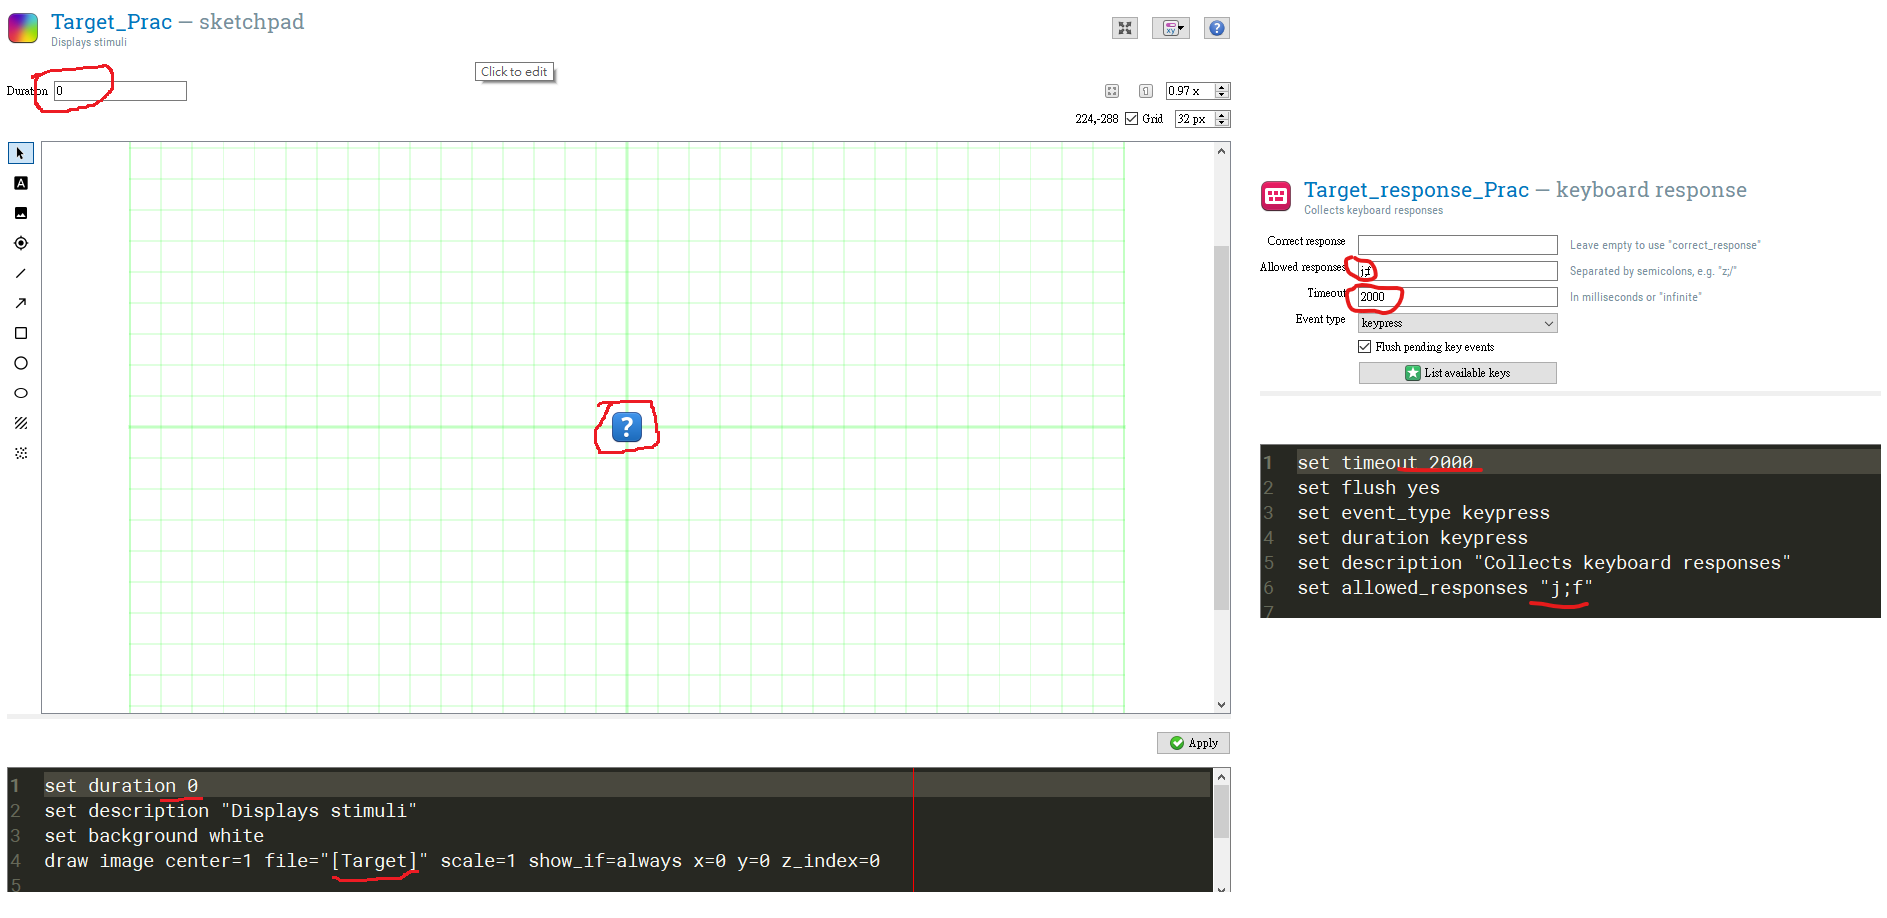 Target_Prac — sketchpad
Displays stimuli
Click to edit
Duration 0
0.97 x
224,-288 Grid 32 px
A
?
Apply
1 set duration 0
2 set description "Displays stimuli"
3 set background white
4 draw image center=1 file="[Target]" scale=1 show_if=always x=0 y=0 z_index=0
5
Target_response_Prac — keyboard response
Collects keyboard responses
Correct response Leave empty to use "correct_response"
Allowed responses j;f Separated by semicolons, e.g. "z;/"
Timeout 2000 In milliseconds or "infinite"
Event type keypress
Flush pending key events
List available keys
1 set timeout 2000
2 set flush yes
3 set event_type keypress
4 set duration keypress
5 set description "Collects keyboard responses"
6 set allowed_responses "j;f"
7